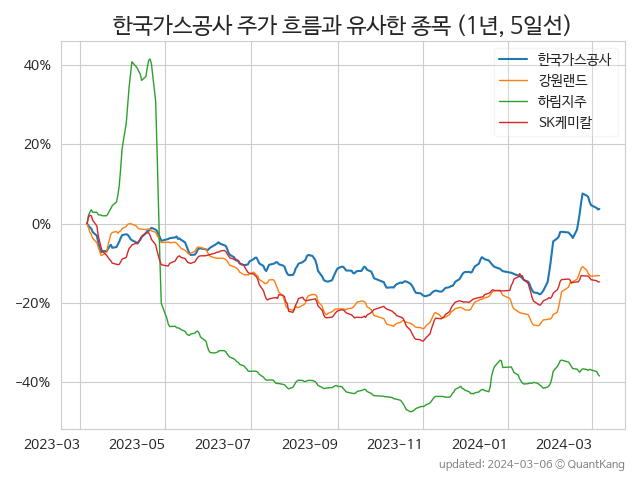 한국가스공사 주가 흐름과 유사한 종목 (1년, 5일선)
한국가스공사
강원랜드
하림지주
SK케미칼
40%
20%
0%
−20%
−40%
2023-03 2023-05 2023-07 2023-09 2023-11 2024-01 2024-03
updated: 2024-03-06 © QuantKang